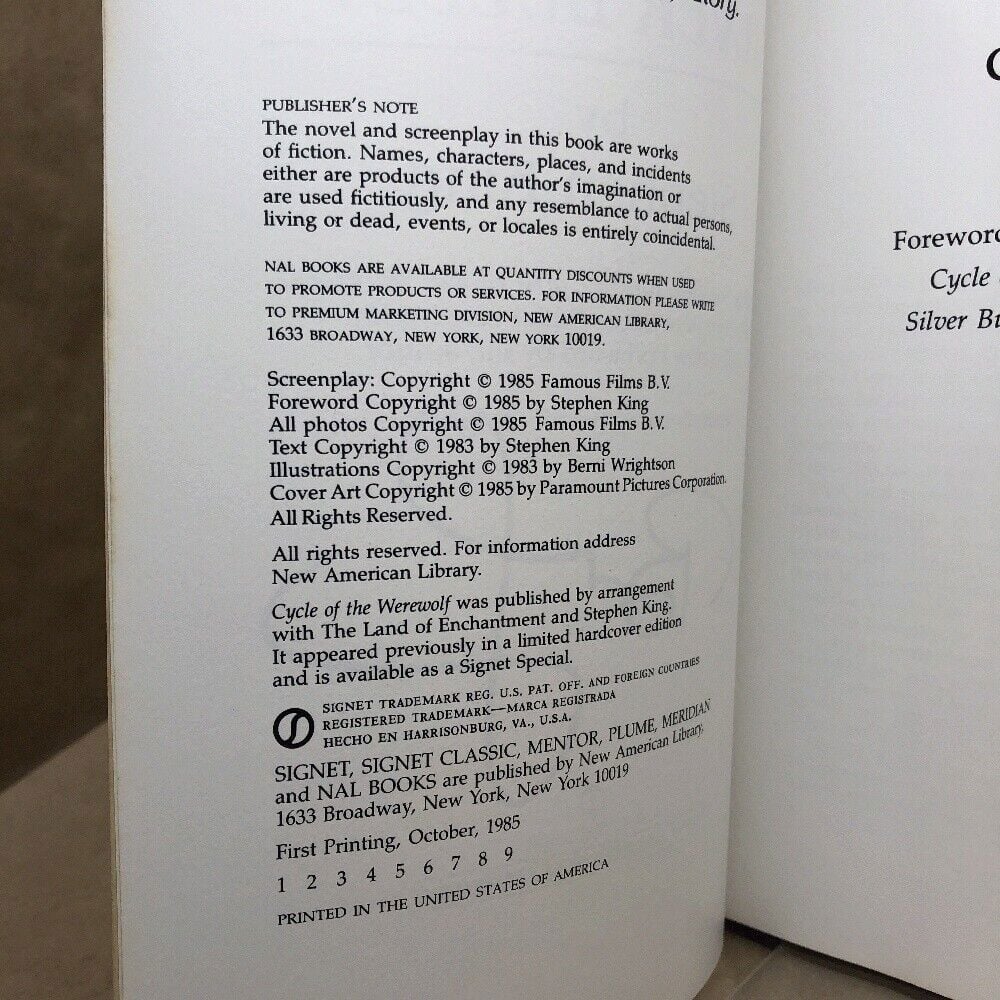 story.
PUBLISHER'S NOTE
The novel and screenplay in this book are works
of fiction. Names, characters, places, and incidents
either are products of the author's imagination or
are used fictitiously, and any resemblance to actual persons,
living or dead, events, or locales is entirely coincidental.
NAL BOOKS ARE AVAILABLE AT QUANTITY DISCOUNTS WHEN USED
TO PROMOTE PRODUCTS OR SERVICES. FOR INFORMATION PLEASE WRITE
TO PREMIUM MARKETING DIVISION, NEW AMERICAN LIBRARY,
1633 BROADWAY, NEW YORK, NEW YORK 10019.
Screenplay: Copyright © 1985 Famous Films B.V.
Foreword Copyright © 1985 by Stephen King
All photos Copyright © 1985 Famous Films B.V.
Text Copyright © 1983 by Stephen King
Illustrations Copyright © 1983 by Berni Wrightson
Cover Art Copyright © 1985 by Paramount Pictures Corporation.
All Rights Reserved.
All rights reserved. For information address
New American Library.
Cycle of the Werewolf was published by arrangement
with The Land of Enchantment and Stephen King.
It appeared previously in a limited hardcover edition
and is available as a Signet Special.
SIGNET TRADEMARK REG. U.S. PAT. OFF. AND FOREIGN COUNTRIES
REGISTERED TRADEMARK—MARCA REGISTRADA
HECHO EN HARRISONBURG, VA., U.S.A.
SIGNET, SIGNET CLASSIC, MENTOR, PLUME, MERIDIAN
and NAL BOOKS are published by New American Library,
1633 Broadway, New York, New York 10019
First Printing, October, 1985
1 2 3 4 5 6 7 8 9
PRINTED IN THE UNITED STATES OF AMERICA
Foreword
Cycle
Silver Bu